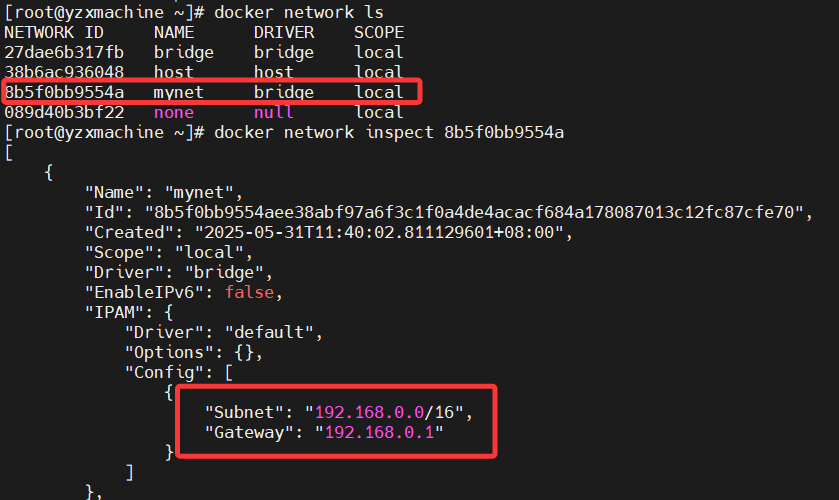 [root@yzxmachine ~]# docker network ls
NETWORK ID     NAME      DRIVER    SCOPE
27dae6b317fb   bridge    bridge    local
38b6ac936048   host      host      local
8b5f0bb9554a   mynet     bridge    local
089d40b3bf22   none      null      local
[root@yzxmachine ~]# docker network inspect 8b5f0bb9554a
[
    {
        "Name": "mynet",
        "Id": "8b5f0bb9554aee38abf97a6f3c1f0a4de4acacf684a178087013c12fc87cfe70",
        "Created": "2025-05-31T11:40:02.811129601+08:00",
        "Scope": "local",
        "Driver": "bridge",
        "EnableIPv6": false,
        "IPAM": {
            "Driver": "default",
            "Options": {},
            "Config": [
                {
                    "Subnet": "192.168.0.0/16",
                    "Gateway": "192.168.0.1"
                }
            ]
        },